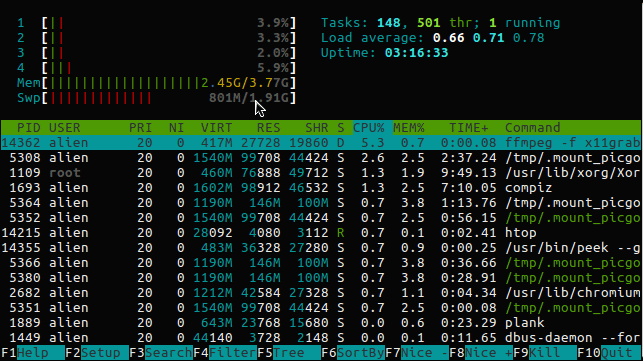 1 [|| 3.9%] Tasks: 148, 501 thr; 1 running
2 [|| 3.3%] Load average: 0.66 0.71 0.78
3 [|| 2.0%] Uptime: 03:16:33
4 [||| 5.9%]
Mem[||||||||||||||||||||2.45G/3.77G]
Swp[||||||||||||| 801M/1.91G]
PID USER PRI NI VIRT RES SHR S CPU% MEM% TIME+ Command
14362 alien 20 0 417M 27728 19860 D 5.3 0.7 0:00.08 ffmpeg -f x11grab
5308 alien 20 0 1540M 99708 44424 S 2.6 2.5 2:37.24 /tmp/.mount_picgo
1109 root 20 0 460M 76888 49712 S 1.3 1.9 9:49.13 /usr/lib/xorg/Xor
1693 alien 20 0 1602M 98912 46532 S 1.3 2.5 7:10.05 compiz
5364 alien 20 0 1190M 146M 100M S 0.7 3.8 1:13.76 /tmp/.mount_picgo
5352 alien 20 0 1540M 99708 44424 S 0.7 2.5 0:56.15 /tmp/.mount_picgo
14215 alien 20 0 28092 4080 3112 R 0.7 0.1 0:02.41 htop
14355 alien 20 0 483M 36328 27280 S 0.7 0.9 0:00.25 /usr/bin/peek --g
5366 alien 20 0 1190M 146M 100M S 0.7 3.8 0:36.66 /tmp/.mount_picgo
5380 alien 20 0 1190M 146M 100M S 0.7 3.8 0:28.91 /tmp/.mount_picgo
2682 alien 20 0 1212M 42584 27328 S 0.7 1.1 0:04.34 /usr/lib/chromium
5351 alien 20 0 1540M 99708 44424 S 0.7 2.5 0:00.08 /tmp/.mount_picgo
1889 alien 20 0 643M 23768 15680 S 0.0 0.6 0:23.29 plank
1449 alien 20 0 44140 3728 2148 S 0.0 0.1 0:11.65 dbus-daemon --for
F1Help F2Setup F3SearchF4FilterF5Tree F6SortByF7Nice -F8Nice +F9Kill F10Quit